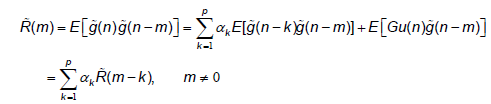 R̃(m) = E[g̃(n)g̃(n−m)] = ∑_{k=1}^{p} α_k E[g̃(n−k)g̃(n−m)] + E[Gu(n)g̃(n−m)]
= ∑_{k=1}^{p} α_k R̃(m−k), m ≠ 0